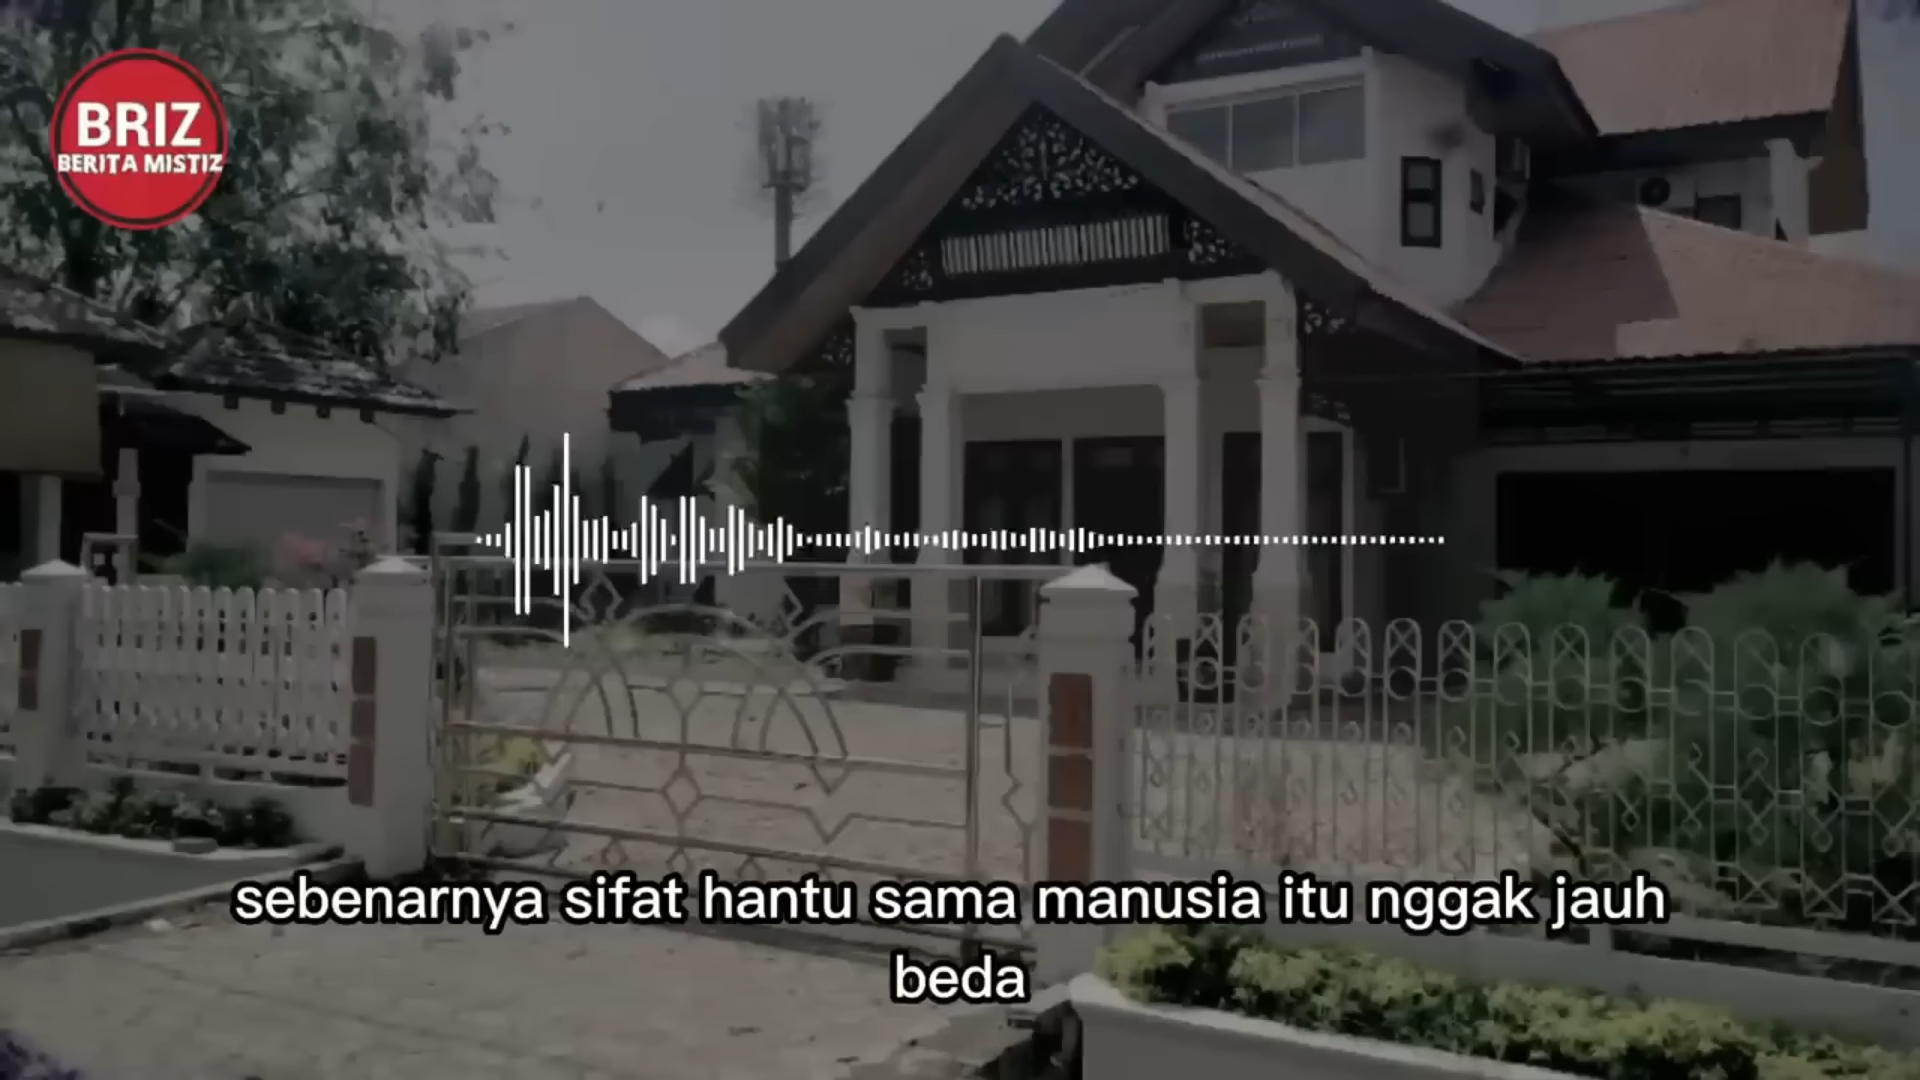 BRIZ
BERITA MISTIZ
sebenarnya sifat hantu sama manusia itu nggak jauh
beda